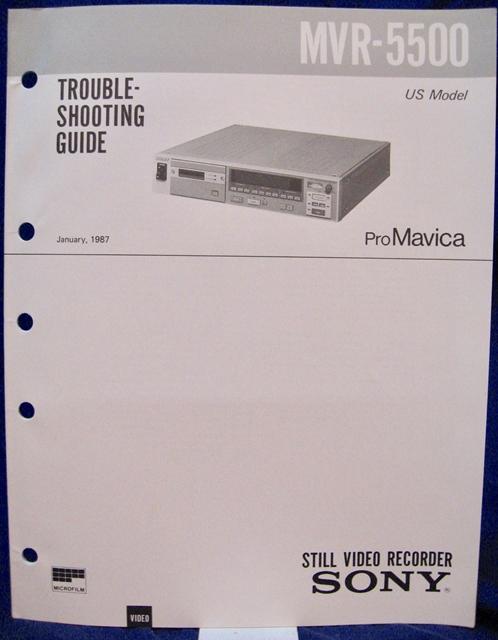 MVR-5500
US Model
TROUBLE-
SHOOTING
GUIDE
January, 1987
ProMavica
STILL VIDEO RECORDER
SONY®
MICROFILM
VIDEO